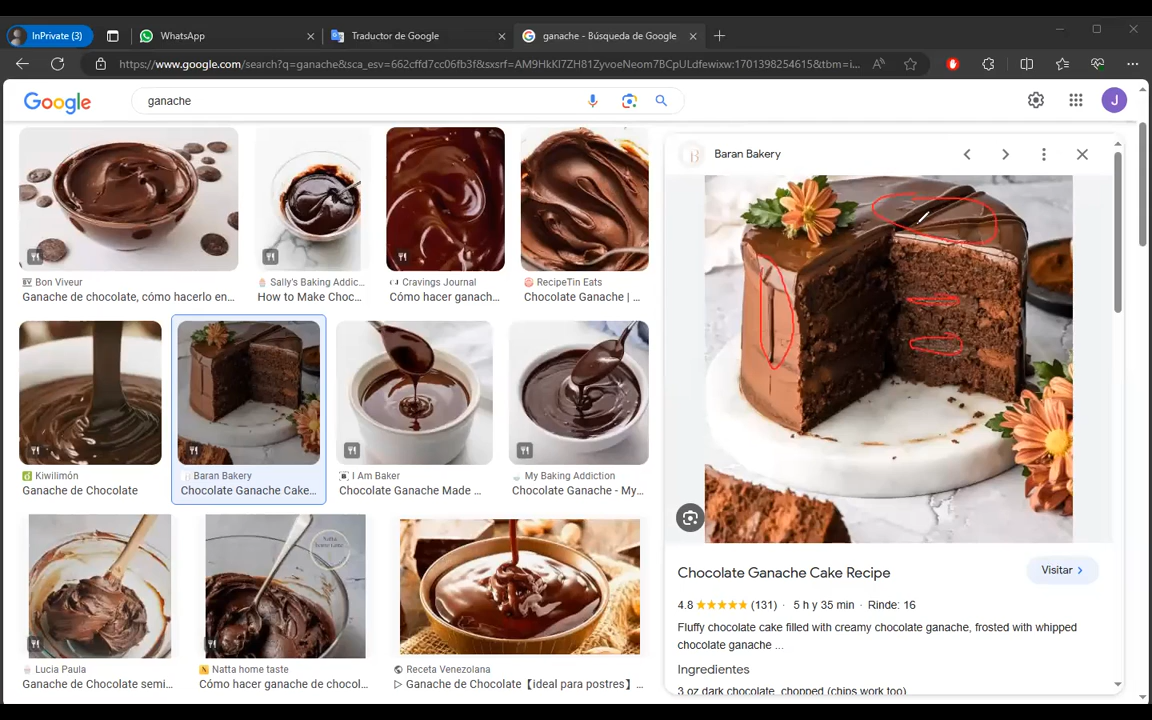 InPrivate (3)
WhatsApp
Traductor de Google
ganache - Búsqueda de Google
https://www.google.com/search?q=ganache&sca_esv=662cffd7cc06fb3f&sxsrf=AM9HkKl7ZH81ZyvoeNeom7BCpULdfewixw:1701398254615&tbm=i...
Google
ganache
J
Baran Bakery
Bon Viveur
Ganache de chocolate, cómo hacerlo en...
Sally's Baking Addic...
How to Make Choc...
Cravings Journal
Cómo hacer ganach...
RecipeTin Eats
Chocolate Ganache | ...
Kiwilimón
Ganache de Chocolate
Baran Bakery
Chocolate Ganache Cake...
I Am Baker
Chocolate Ganache Made ...
My Baking Addiction
Chocolate Ganache - My...
Lucia Paula
Ganache de Chocolate semi...
Natta home taste
Cómo hacer ganache de chocol...
Receta Venezolana
▷ Ganache de Chocolate【ideal para postres】...
Chocolate Ganache Cake Recipe
Visitar
4.8 ★★★★★ (131) · 5 h y 35 min · Rinde: 16
Fluffy chocolate cake filled with creamy chocolate ganache, frosted with whipped
chocolate ganache ...
Ingredientes
3 oz dark chocolate, chopped (chips work too)